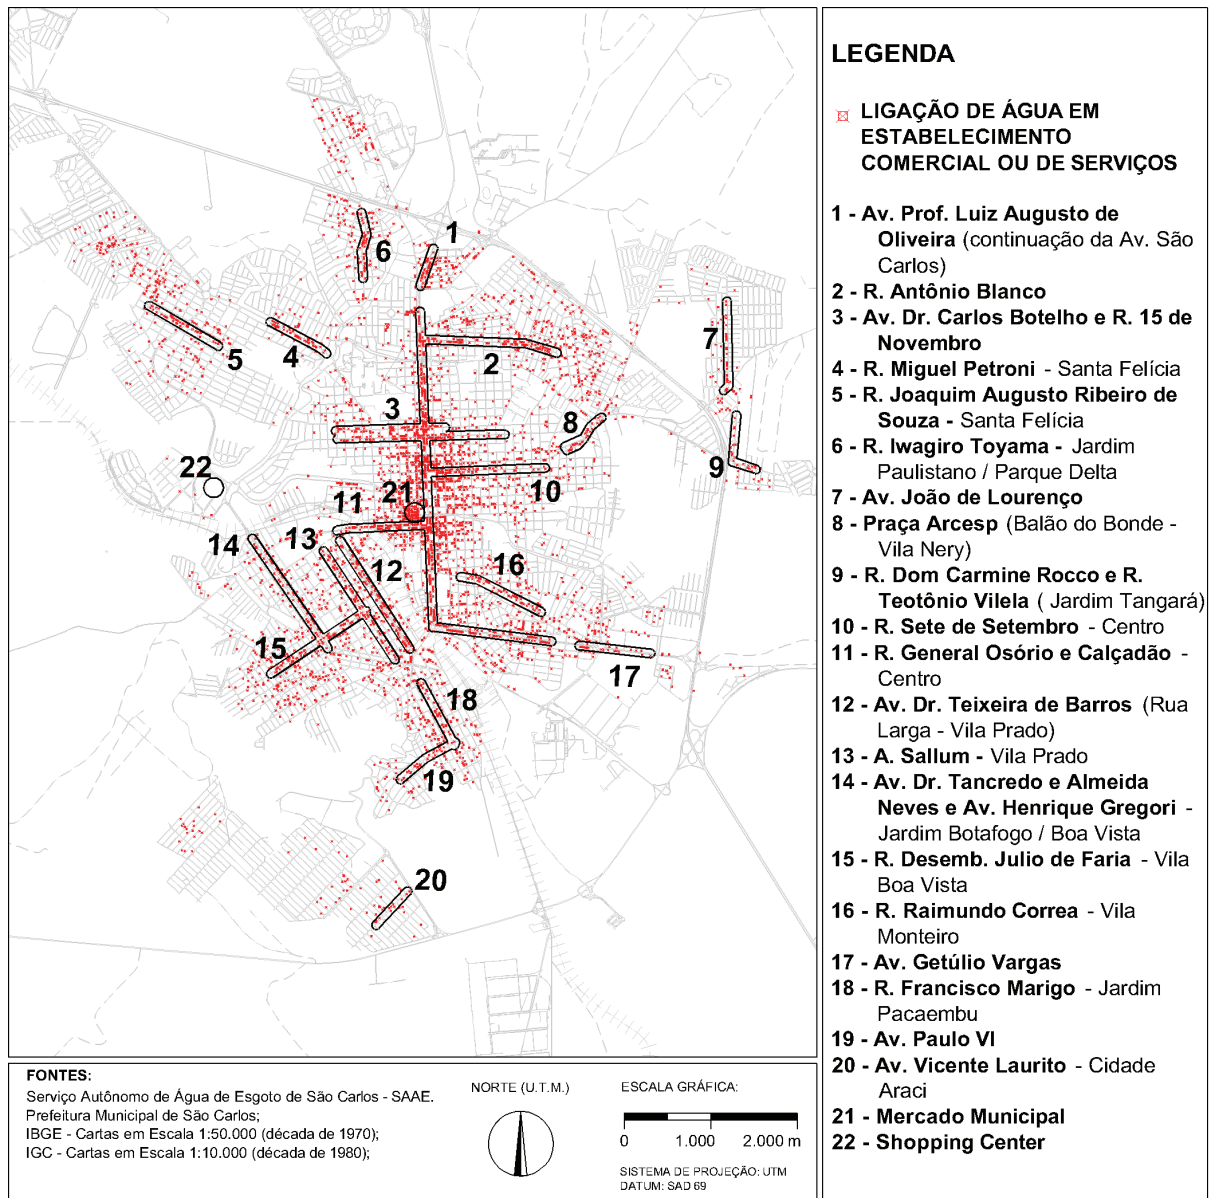 1
6
7
2
4
5
3
8
9
22
21
10
11
13
14
12
16
15
17
18
19
20
LEGENDA
LIGAÇÃO DE ÁGUA EM
ESTABELECIMENTO
COMERCIAL OU DE SERVIÇOS
1 - Av. Prof. Luiz Augusto de
Oliveira (continuação da Av. São
Carlos)
2 - R. Antônio Blanco
3 - Av. Dr. Carlos Botelho e R. 15 de
Novembro
4 - R. Miguel Petroni - Santa Felícia
5 - R. Joaquim Augusto Ribeiro de
Souza - Santa Felícia
6 - R. Iwagiro Toyama - Jardim
Paulistano / Parque Delta
7 - Av. João de Lourenço
8 - Praça Arcesp (Balão do Bonde -
Vila Nery)
9 - R. Dom Carmine Rocco e R.
Teotônio Vilela ( Jardim Tangará)
10 - R. Sete de Setembro - Centro
11 - R. General Osório e Calçadão -
Centro
12 - Av. Dr. Teixeira de Barros (Rua
Larga - Vila Prado)
13 - A. Sallum - Vila Prado
14 - Av. Dr. Tancredo e Almeida
Neves e Av. Henrique Gregori -
Jardim Botafogo / Boa Vista
15 - R. Desemb. Julio de Faria - Vila
Boa Vista
16 - R. Raimundo Correa - Vila
Monteiro
17 - Av. Getúlio Vargas
18 - R. Francisco Marigo - Jardim
Pacaembu
19 - Av. Paulo VI
20 - Av. Vicente Laurito - Cidade
Araci
21 - Mercado Municipal
22 - Shopping Center
FONTES:
Serviço Autônomo de Água de Esgoto de São Carlos - SAAE.
Prefeitura Municipal de São Carlos;
IBGE - Cartas em Escala 1:50.000 (década de 1970);
IGC - Cartas em Escala 1:10.000 (década de 1980);
NORTE (U.T.M.)
ESCALA GRÁFICA:
0 1.000 2.000 m
SISTEMA DE PROJEÇÃO: UTM
DATUM: SAD 69